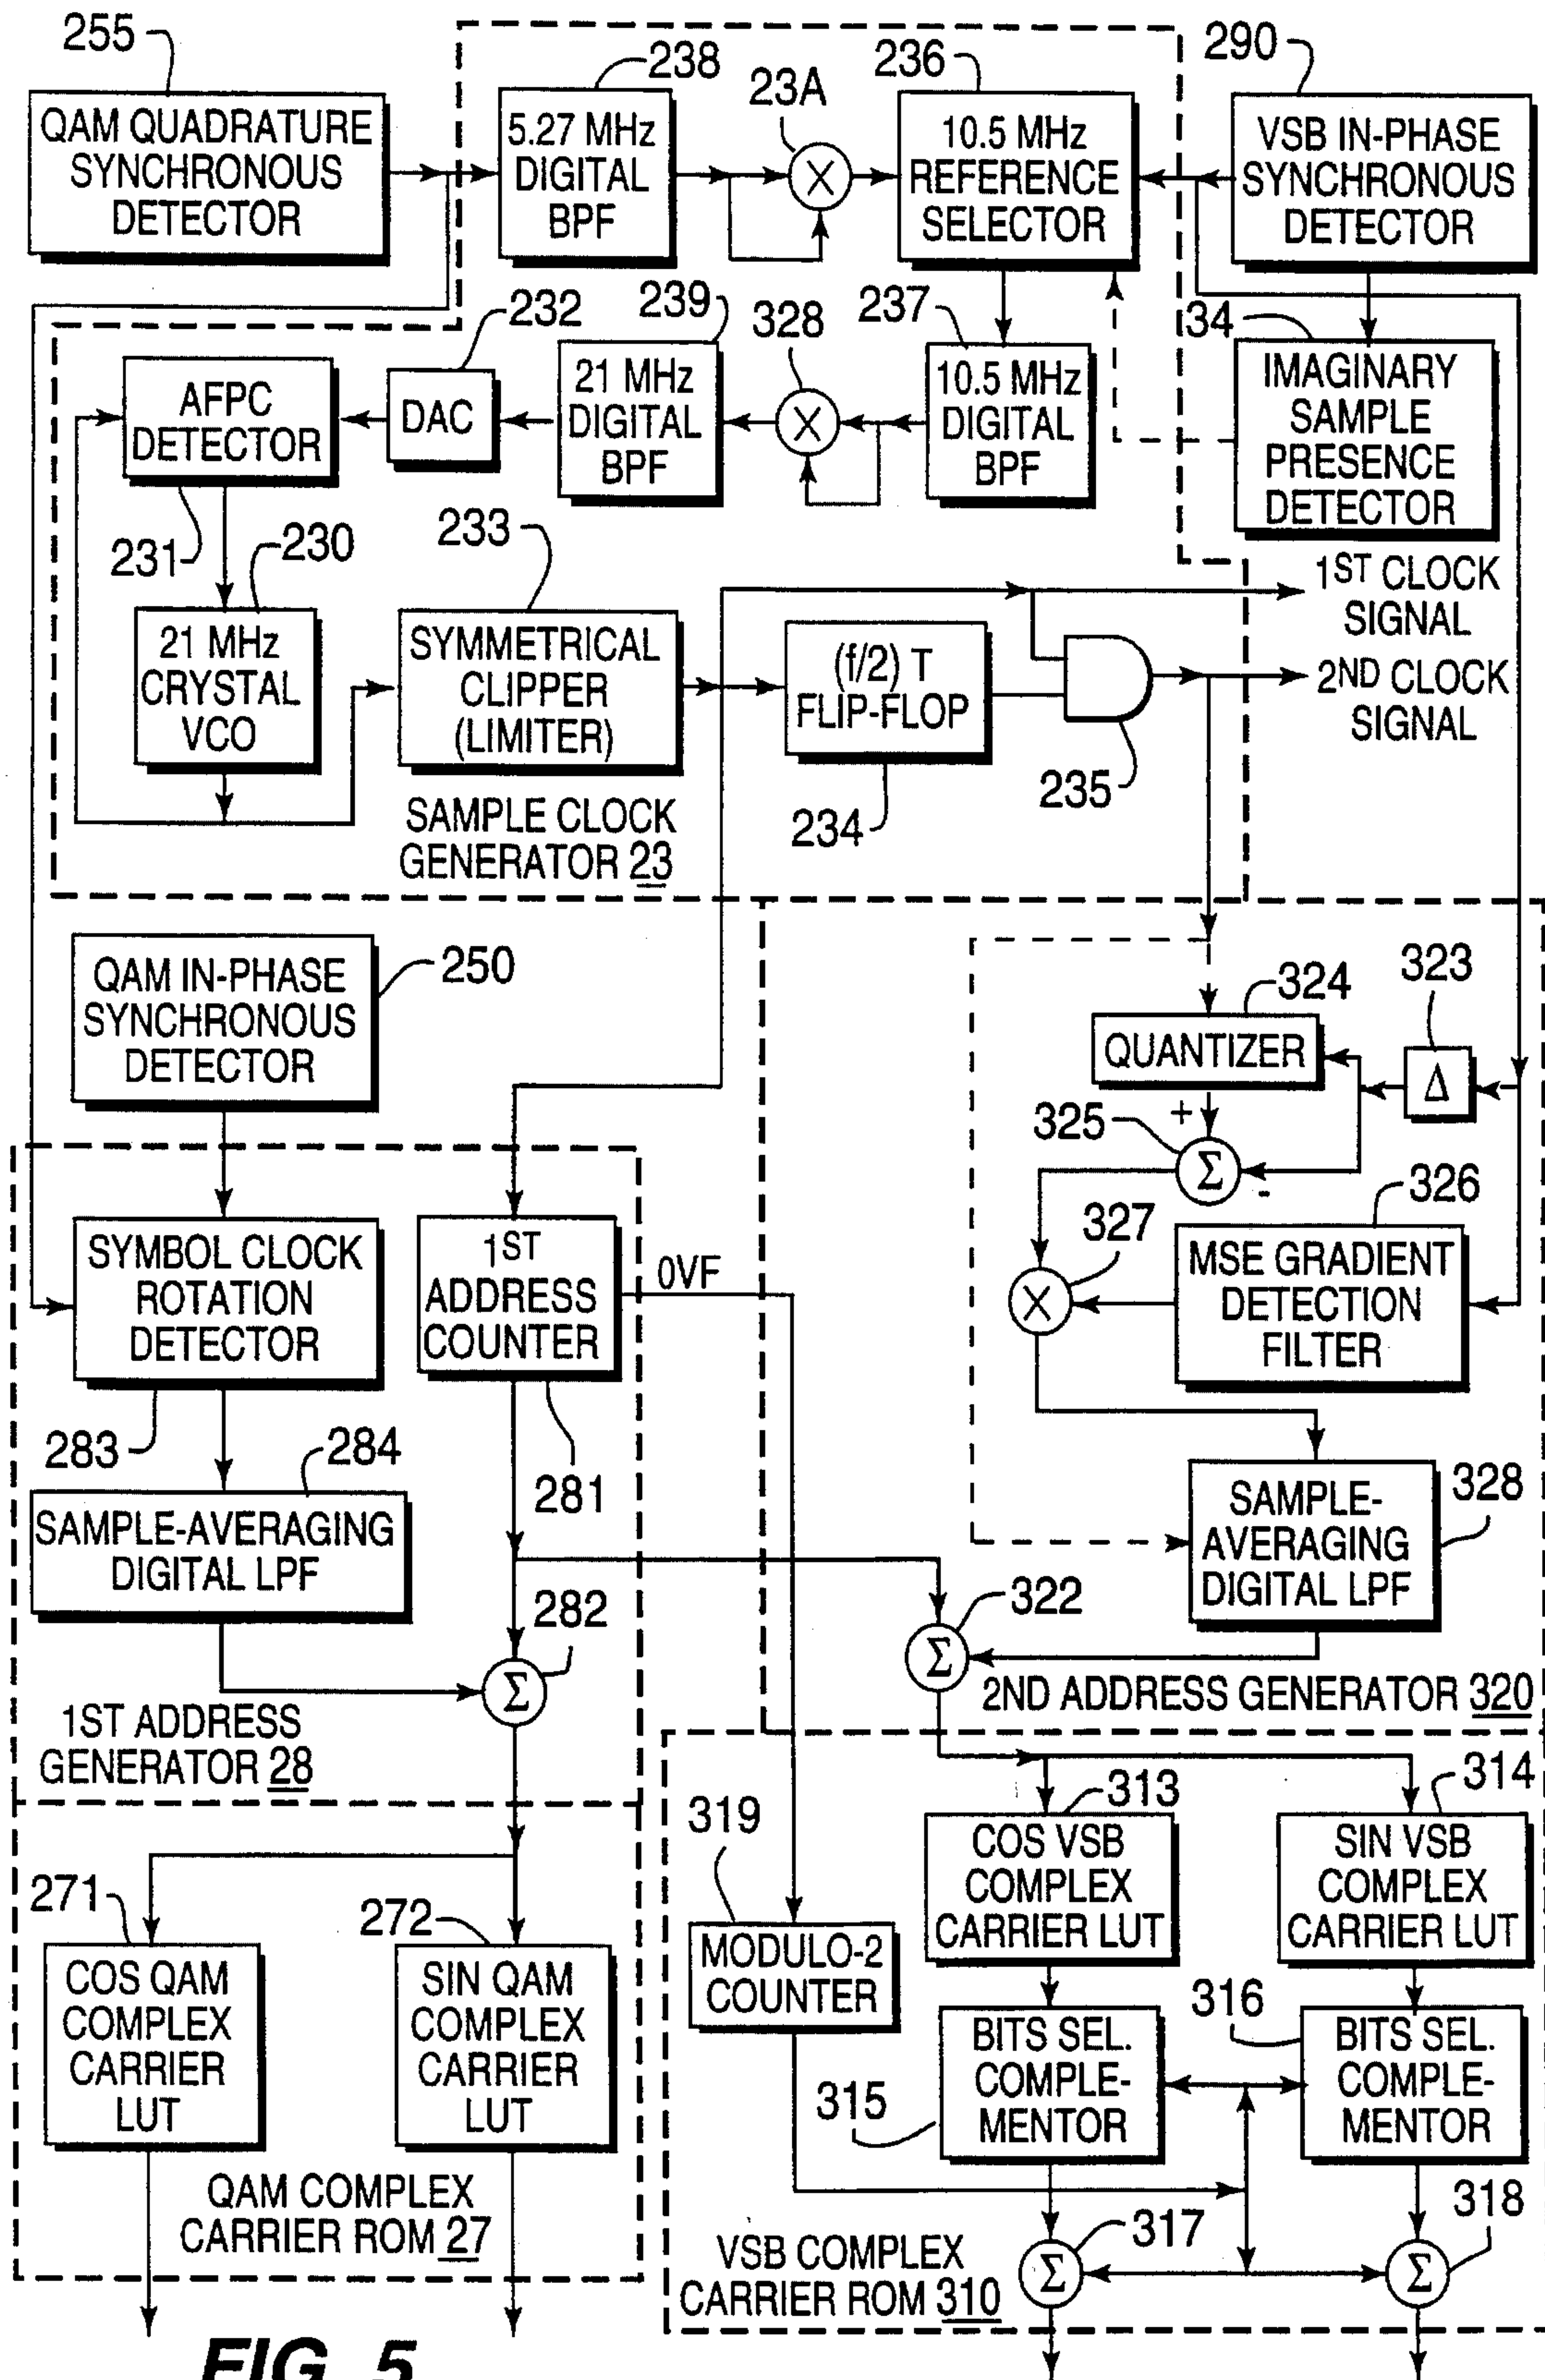 255
238
23A
236
290
QAM QUADRATURE
SYNCHRONOUS
DETECTOR
5.27 MHz
DIGITAL
BPF
X
10.5 MHz
REFERENCE
SELECTOR
VSB IN-PHASE
SYNCHRONOUS
DETECTOR
232
239
328
237
34
AFPC
DETECTOR
DAC
21 MHz
DIGITAL
BPF
X
10.5 MHz
DIGITAL
BPF
IMAGINARY
SAMPLE
PRESENCE
DETECTOR
231
230
233
21 MHz
CRYSTAL
VCO
SYMMETRICAL
CLIPPER
(LIMITER)
(f/2) T
FLIP-FLOP
1ST CLOCK
SIGNAL
2ND CLOCK
SIGNAL
234
235
SAMPLE CLOCK
GENERATOR 23
QAM IN-PHASE
SYNCHRONOUS
DETECTOR
250
324
323
QUANTIZER
Δ
+
325
Σ
-
326
327
SYMBOL CLOCK
ROTATION
DETECTOR
1ST
ADDRESS
COUNTER
0VF
X
MSE GRADIENT
DETECTION
FILTER
283
284
281
SAMPLE-AVERAGING
DIGITAL LPF
SAMPLE-
AVERAGING
DIGITAL LPF
328
282
Σ
322
Σ
1ST ADDRESS
GENERATOR 28
2ND ADDRESS GENERATOR 320
319
313
314
COS VSB
COMPLEX
CARRIER LUT
SIN VSB
COMPLEX
CARRIER LUT
271
272
COS QAM
COMPLEX
CARRIER
LUT
SIN QAM
COMPLEX
CARRIER
LUT
MODULO-2
COUNTER
315
BITS SEL.
COMPLE-
MENTOR
316
BITS SEL.
COMPLE-
MENTOR
QAM COMPLEX
CARRIER ROM 27
VSB COMPLEX
CARRIER ROM 310
Σ
317
Σ
318
FIG. 5